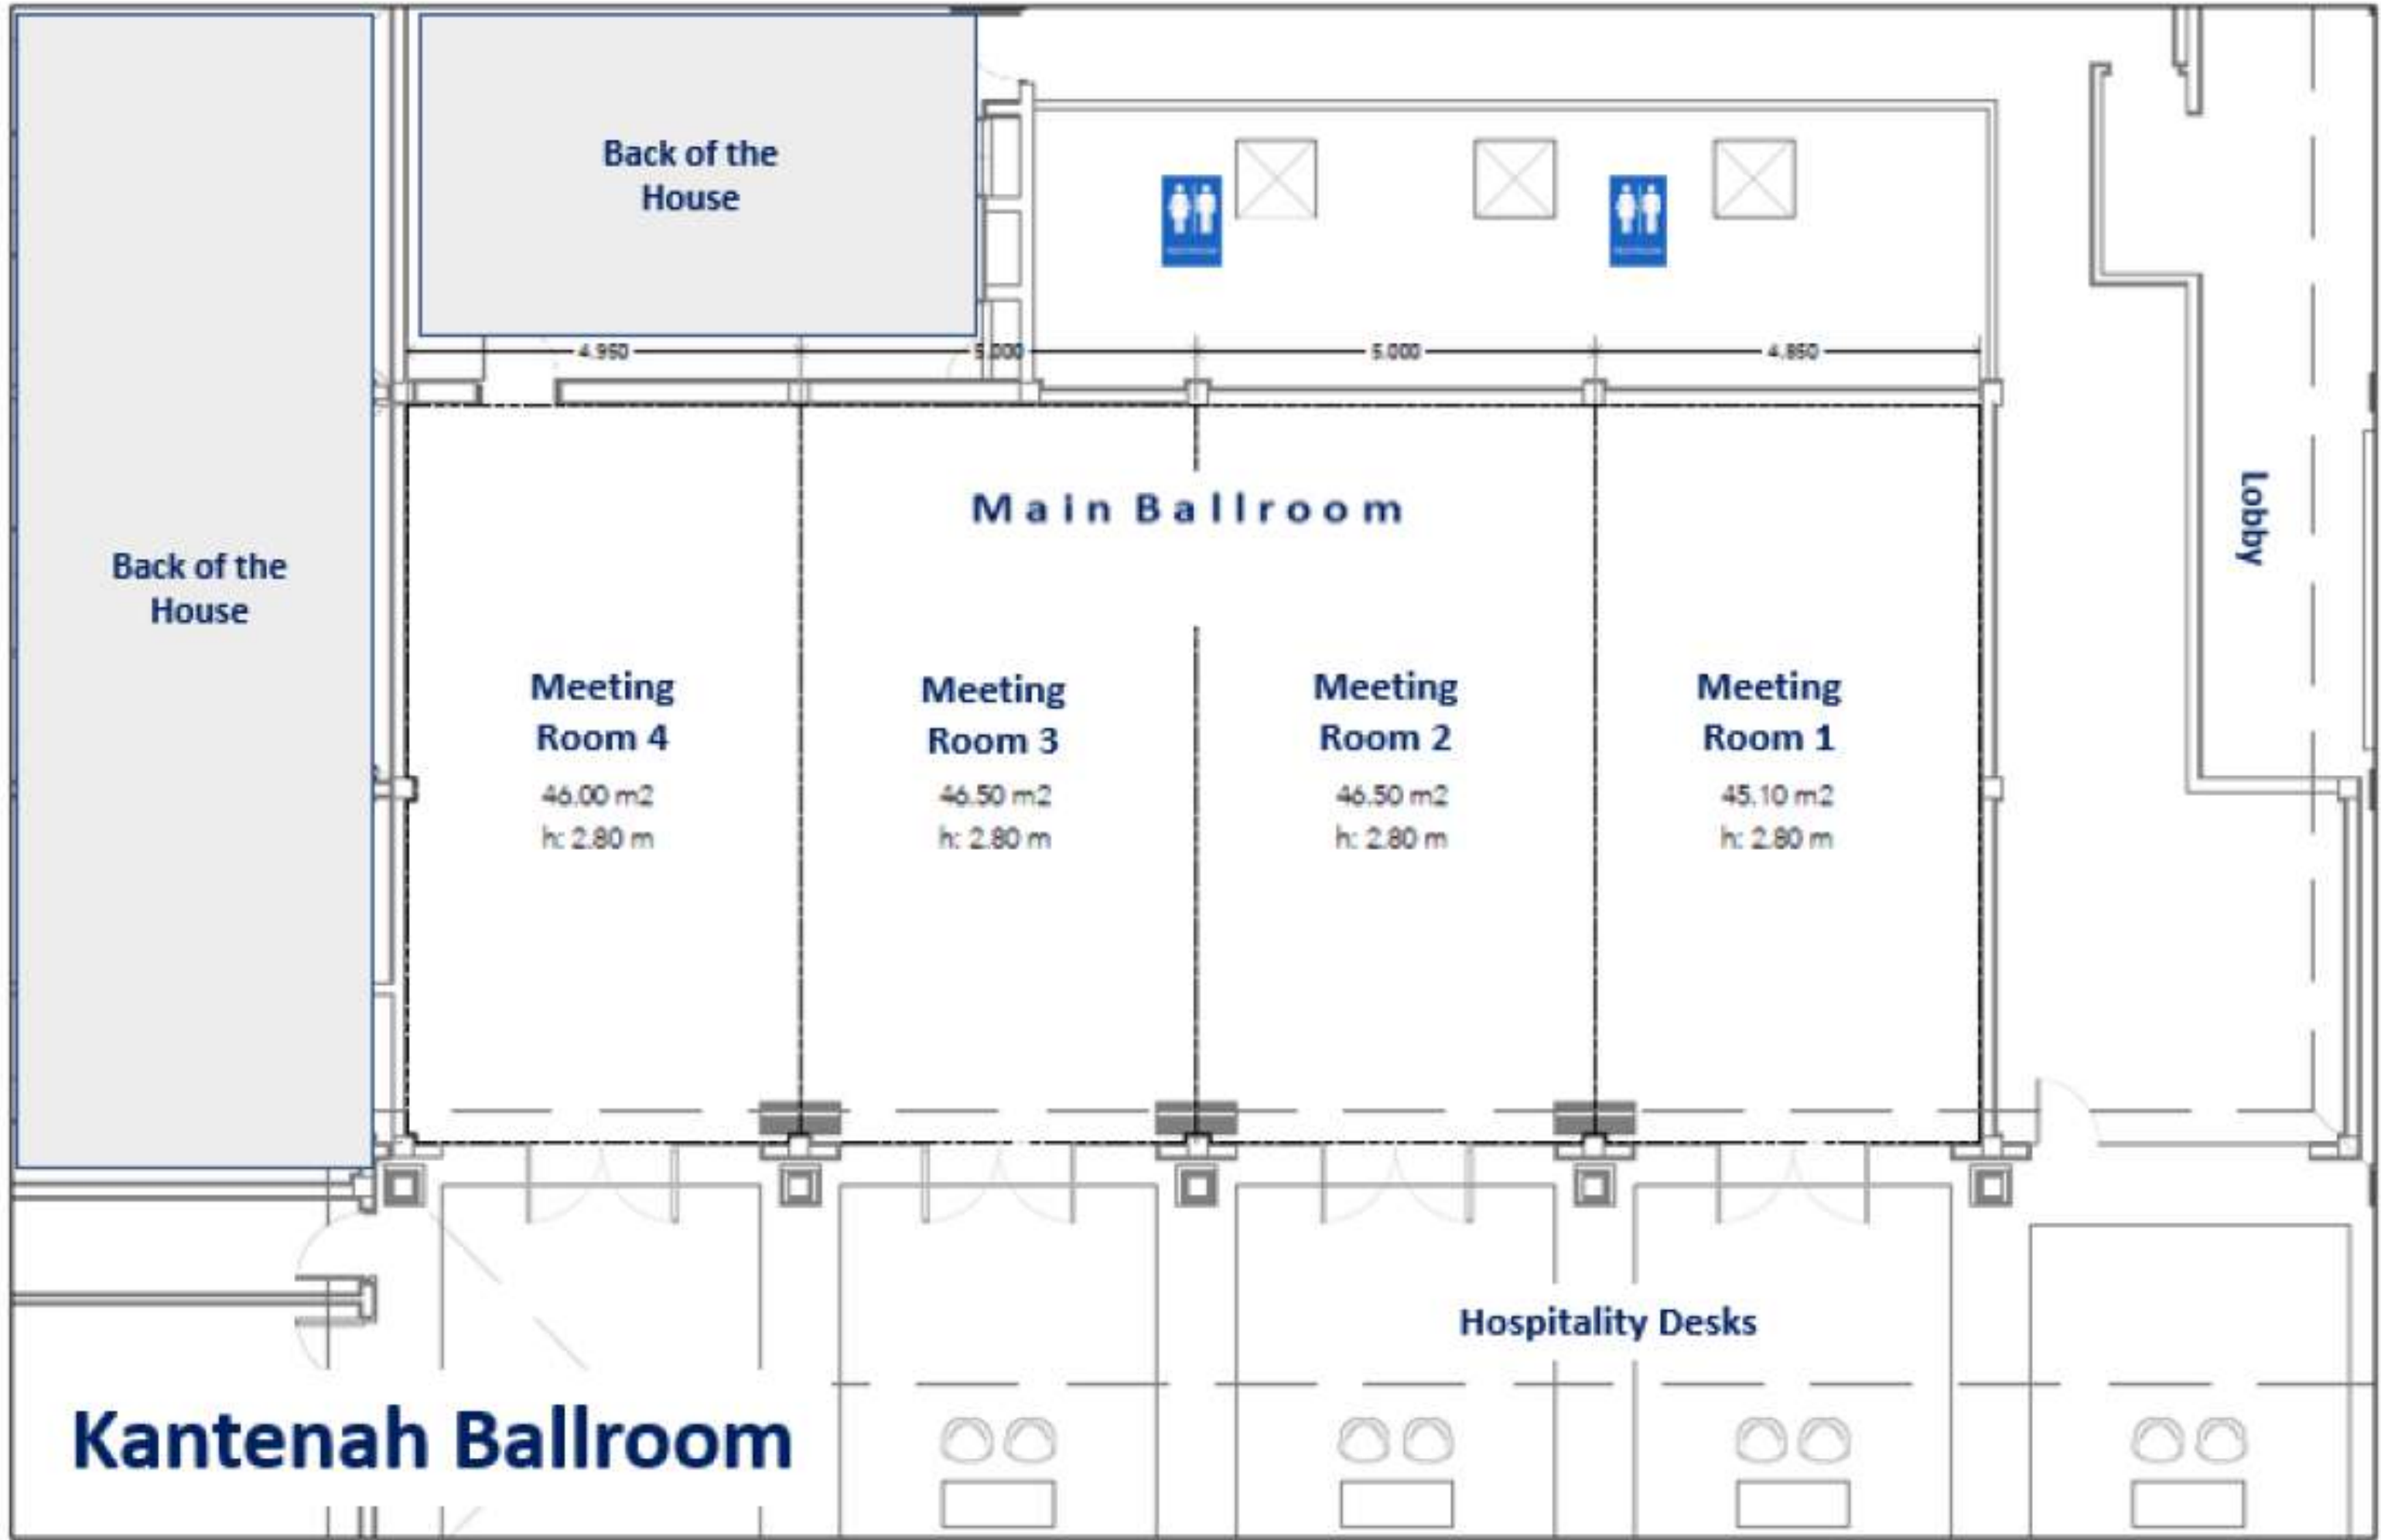 Back of the
House
4.950
5.000
5.000
4.850
Main Ballroom
Lobby
Back of the
House
Meeting
Room 4
46.00 m2
h: 2.80 m
Meeting
Room 3
46.50 m2
h: 2.80 m
Meeting
Room 2
46.50 m2
h: 2.80 m
Meeting
Room 1
45.10 m2
h: 2.80 m
Hospitality Desks
Kantenah Ballroom